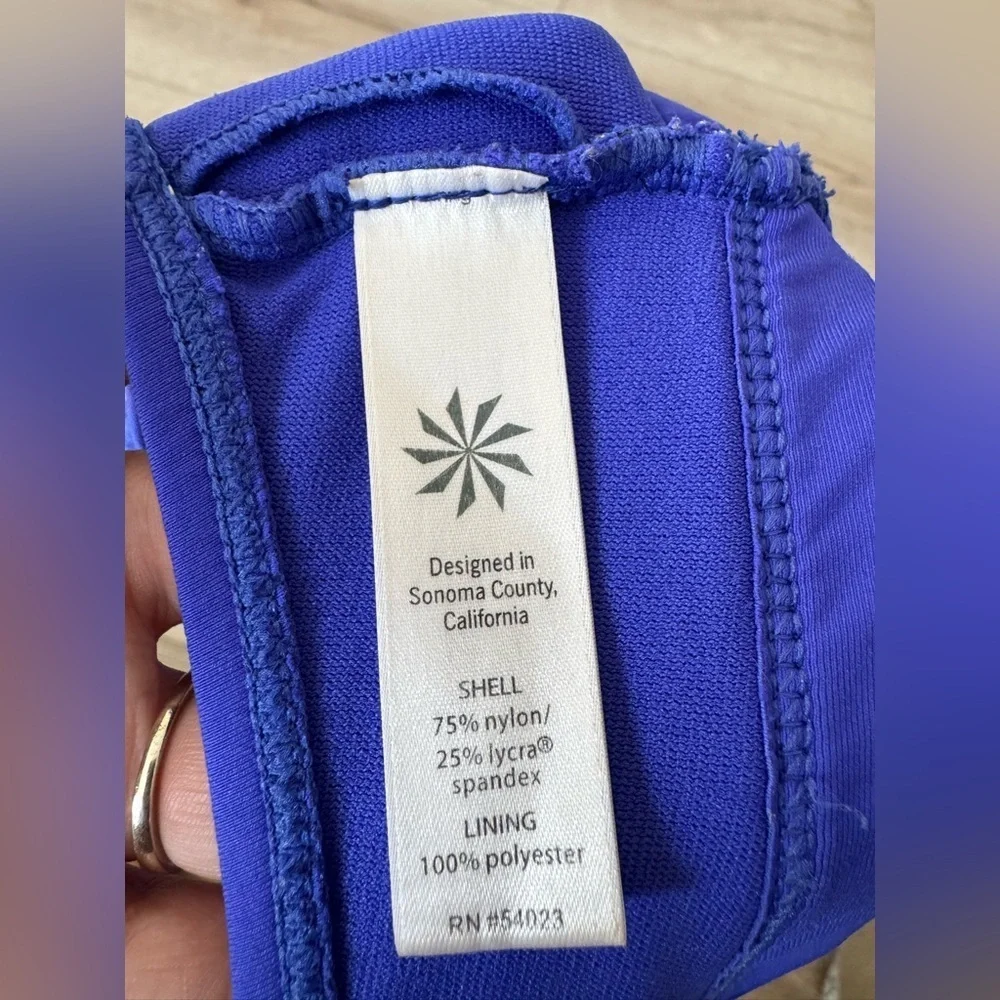 Designed in
Sonoma County,
California
SHELL
75% nylon/
25% lycra®
spandex
LINING
100% polyester
RN #54023